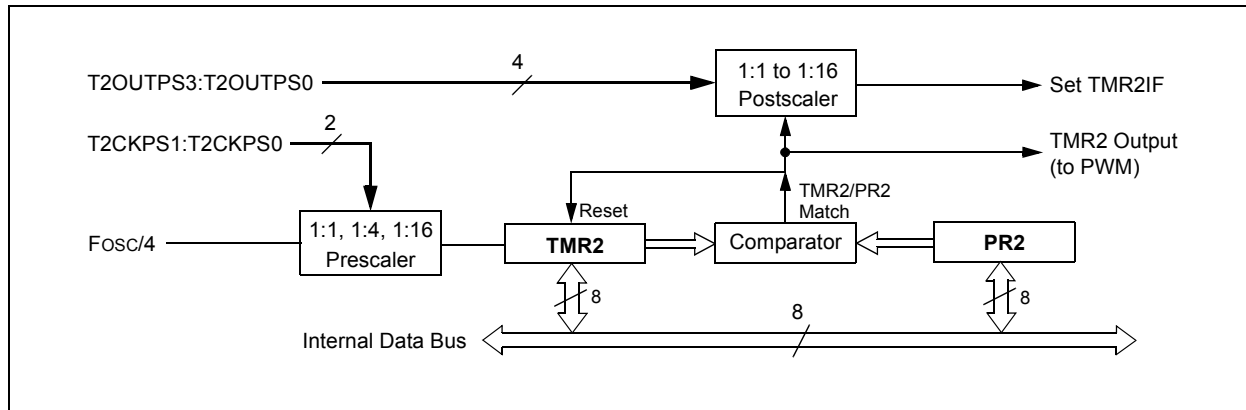 T2OUTPS3:T2OUTPS0
4
1:1 to 1:16
Postscaler
Set TMR2IF
T2CKPS1:T2CKPS0
2
TMR2 Output
(to PWM)
TMR2/PR2
Match
Reset
FOSC/4
1:1, 1:4, 1:16
Prescaler
TMR2
Comparator
PR2
8
8
8
Internal Data Bus